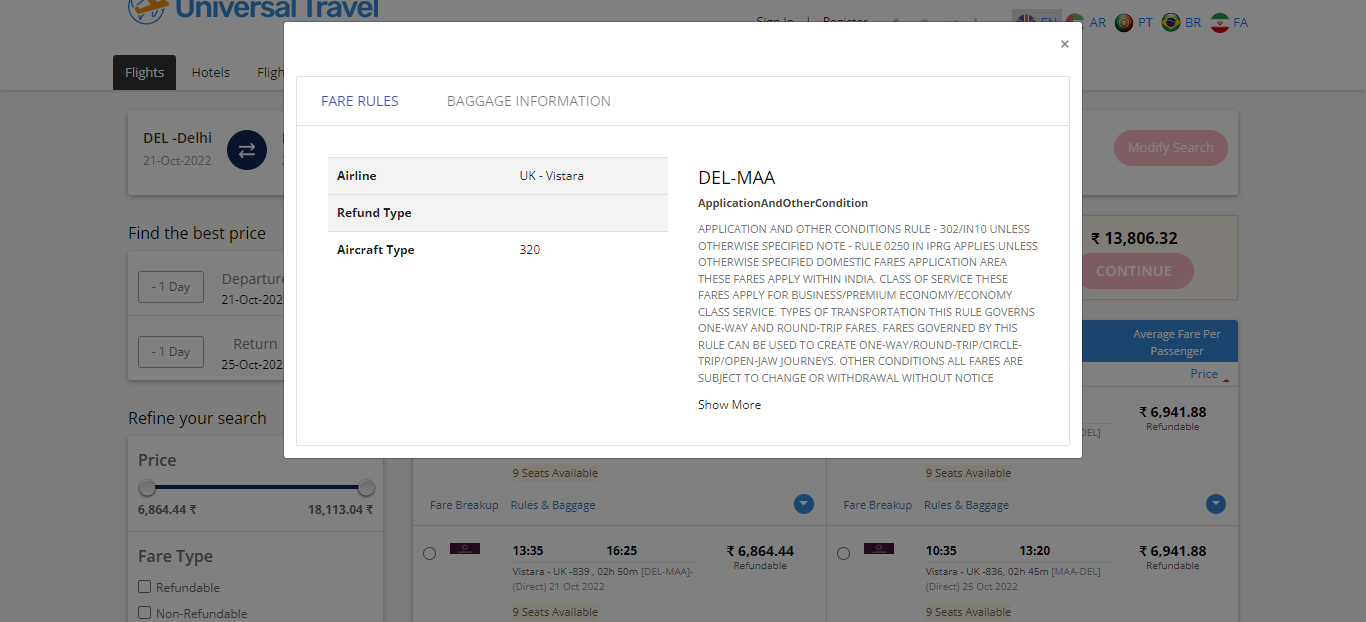 Universal Travel
Sign In | Register
EN AR PT BR FA
Flights Hotels Fligh
DEL -Delhi
21-Oct-2022
Modify Search
×
FARE RULES BAGGAGE INFORMATION
Airline UK - Vistara
Refund Type
Aircraft Type 320
DEL-MAA
ApplicationAndOtherCondition
APPLICATION AND OTHER CONDITIONS RULE - 302/IN10 UNLESS
OTHERWISE SPECIFIED NOTE - RULE 0250 IN IPRG APPLIES UNLESS
OTHERWISE SPECIFIED DOMESTIC FARES APPLICATION AREA
THESE FARES APPLY WITHIN INDIA. CLASS OF SERVICE THESE
FARES APPLY FOR BUSINESS/PREMIUM ECONOMY/ECONOMY
CLASS SERVICE. TYPES OF TRANSPORTATION THIS RULE GOVERNS
ONE-WAY AND ROUND-TRIP FARES. FARES GOVERNED BY THIS
RULE CAN BE USED TO CREATE ONE-WAY/ROUND-TRIP/CIRCLE-
TRIP/OPEN-JAW JOURNEYS. OTHER CONDITIONS ALL FARES ARE
SUBJECT TO CHANGE OR WITHDRAWAL WITHOUT NOTICE
Show More
Find the best price
- 1 Day Departure
21-Oct-202
- 1 Day Return
25-Oct-202
₹ 13,806.32
CONTINUE
Average Fare Per
Passenger
Price
Refine your search
Price
6,864.44 ₹ 18,113.04 ₹
Fare Type
Refundable
Non-Refundable
9 Seats Available
Fare Breakup Rules & Baggage
13:35 16:25 ₹ 6,864.44
Refundable
Vistara - UK -839 , 02h 50m [DEL-MAA]-
(Direct) 21 Oct 2022
9 Seats Available
₹ 6,941.88
Refundable
DEL]
9 Seats Available
Fare Breakup Rules & Baggage
10:35 13:20 ₹ 6,941.88
Refundable
Vistara - UK -836, 02h 45m [MAA-DEL]
(Direct) 25 Oct 2022
9 Seats Available